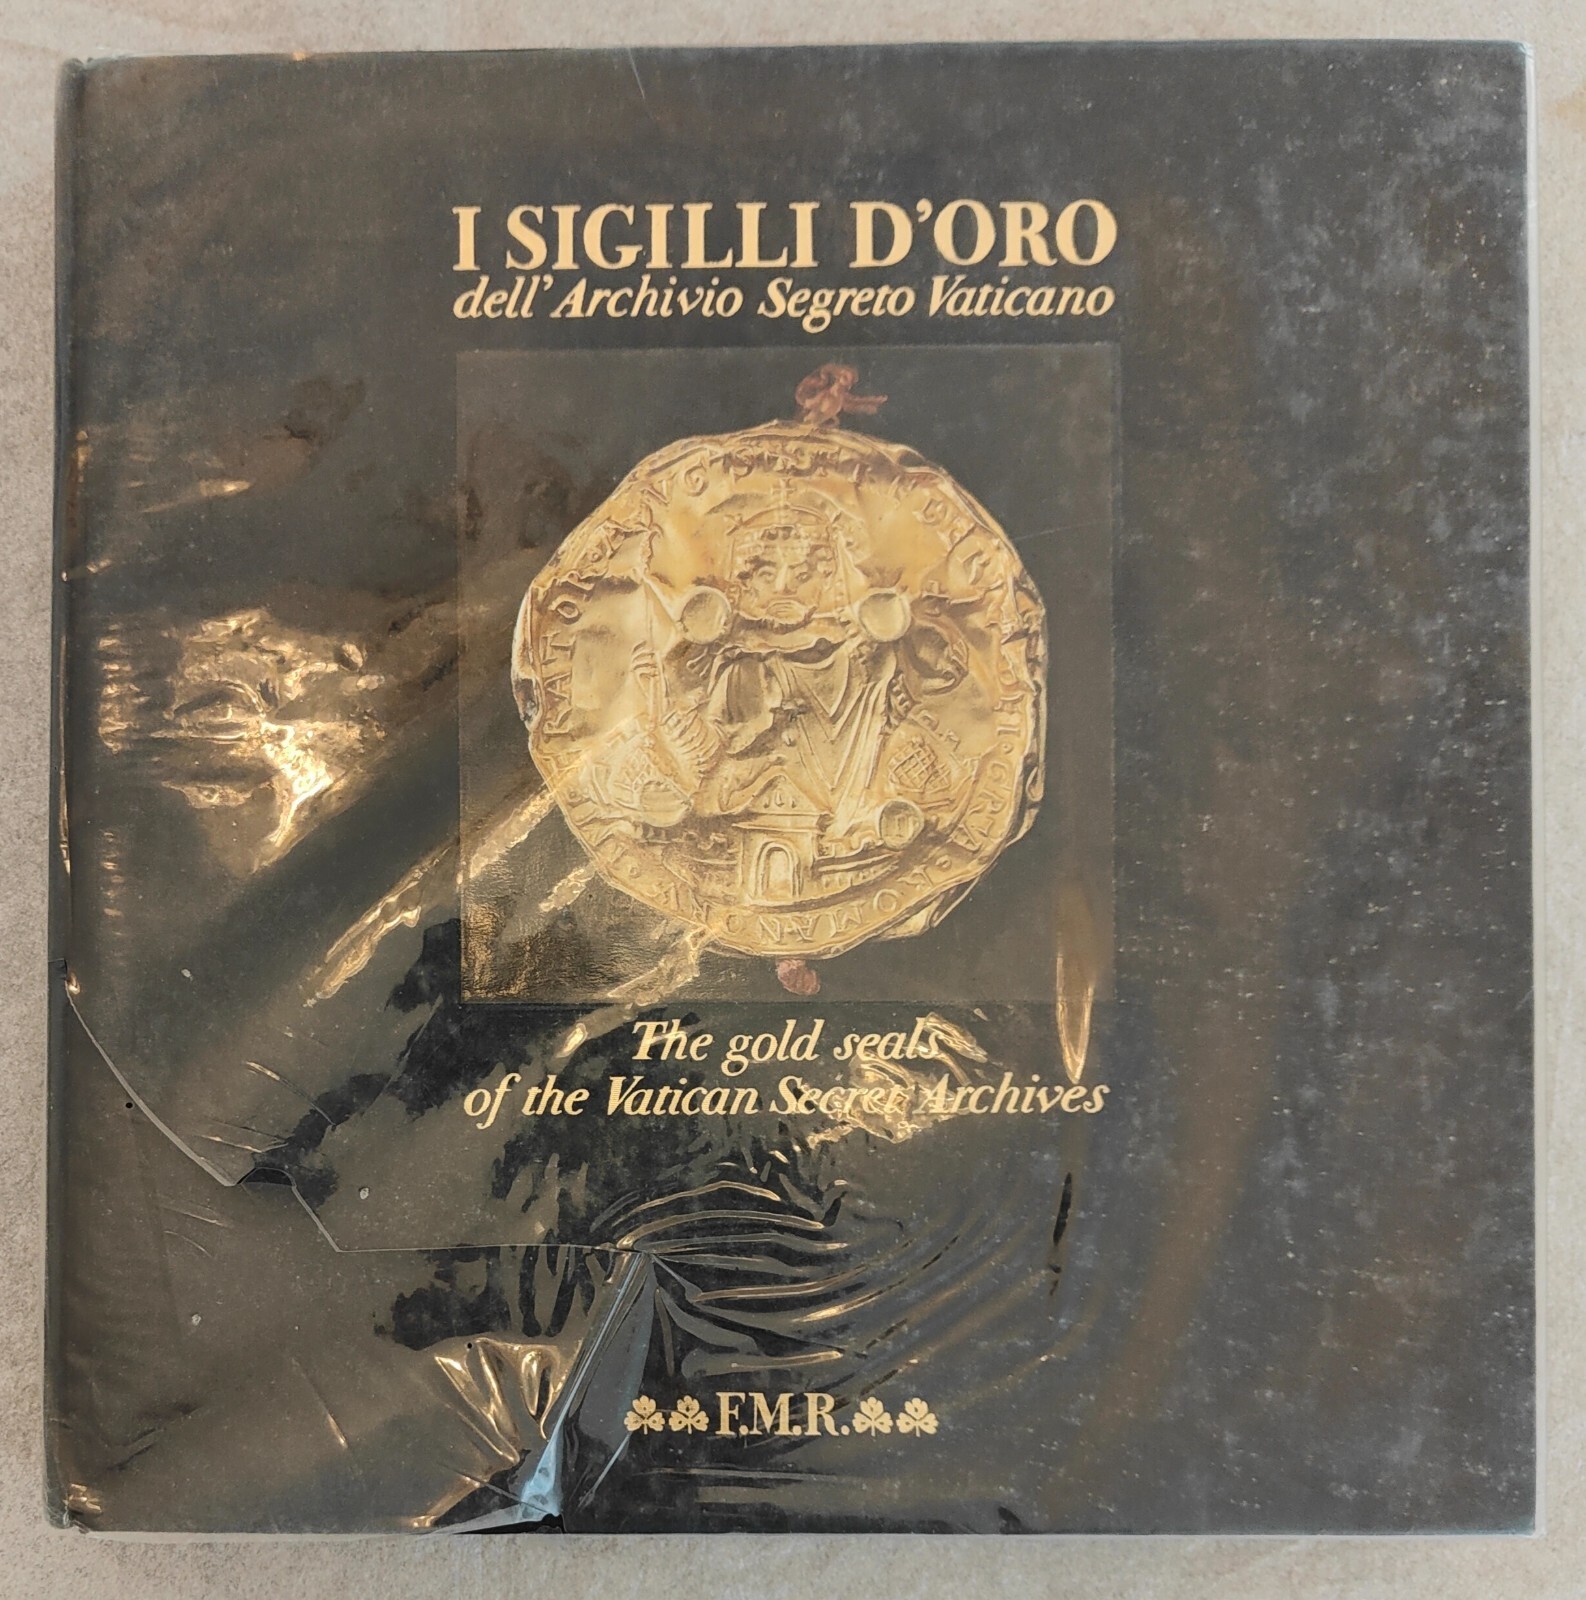 I SIGILLI D'ORO
dell'Archivio Segreto Vaticano
The gold seals
of the Vatican Secret Archives
F.M.R.